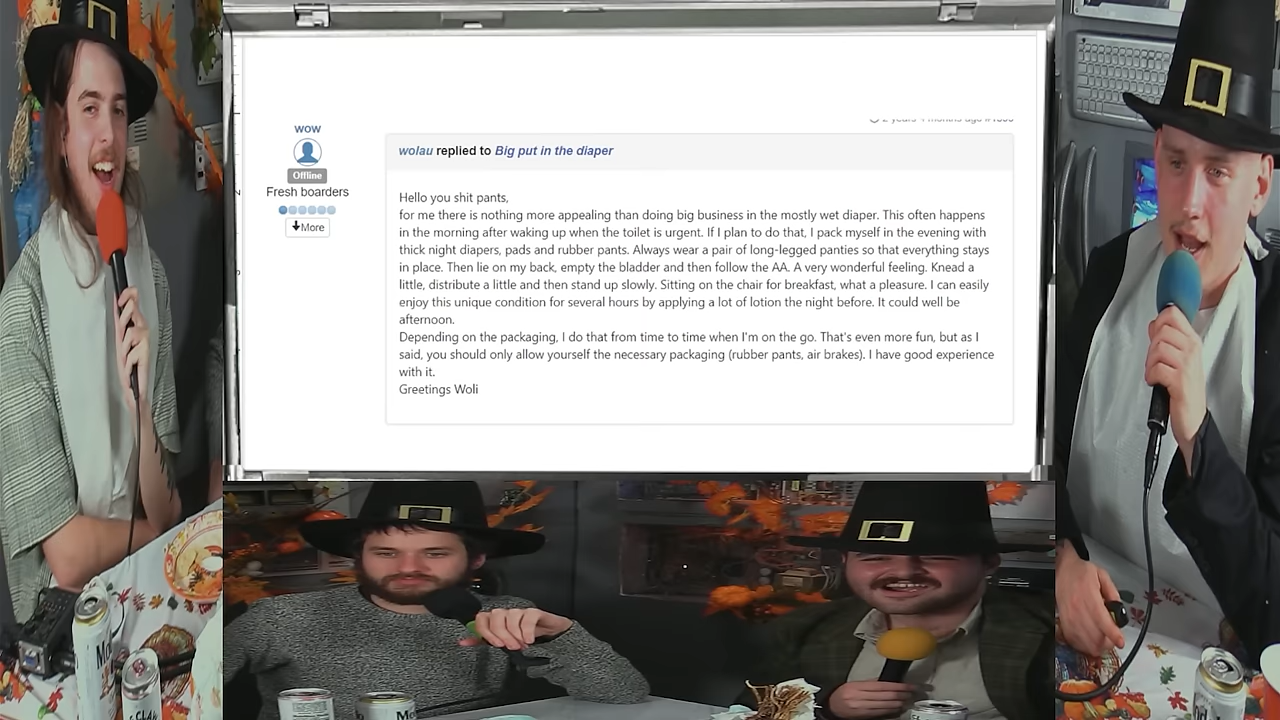 wow
Offline
Fresh boarders
More
wolau replied to Big put in the diaper
Hello you shit pants,
for me there is nothing more appealing than doing big business in the mostly wet diaper. This often happens
in the morning after waking up when the toilet is urgent. If I plan to do that, I pack myself in the evening with
thick night diapers, pads and rubber pants. Always wear a pair of long-legged panties so that everything stays
in place. Then lie on my back, empty the bladder and then follow the AA. A very wonderful feeling. Knead a
little, distribute a little and then stand up slowly. Sitting on the chair for breakfast, what a pleasure. I can easily
enjoy this unique condition for several hours by applying a lot of lotion the night before. It could well be
afternoon.
Depending on the packaging, I do that from time to time when I'm on the go. That's even more fun, but as I
said, you should only allow yourself the necessary packaging (rubber pants, air brakes). I have good experience
with it.
Greetings Woli